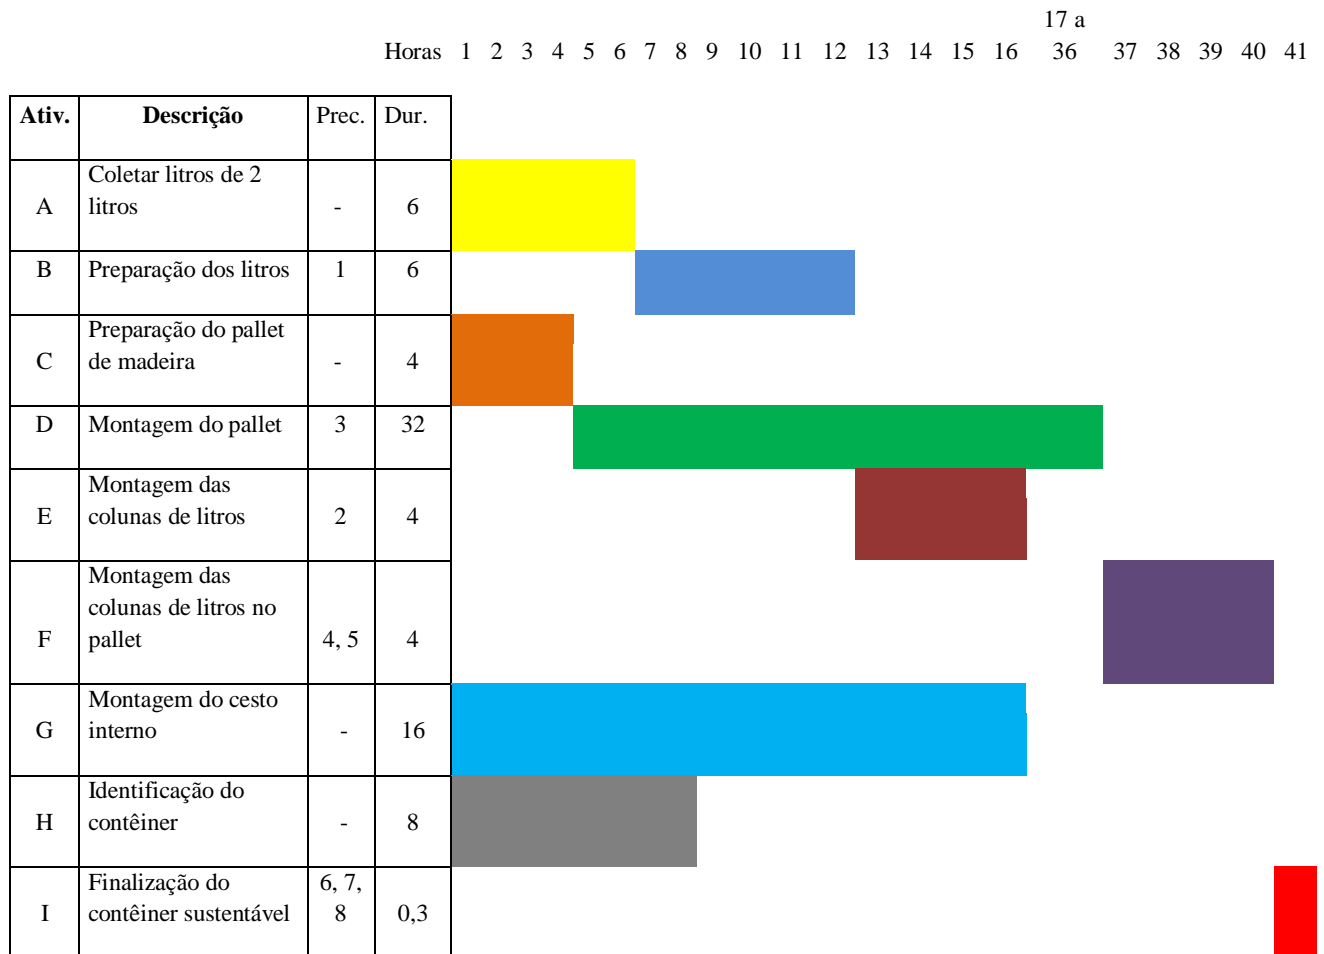 17 a
Horas 1 2 3 4 5 6 7 8 9 10 11 12 13 14 15 16 36 37 38 39 40 41
Ativ. Descrição Prec. Dur.
Coletar litros de 2
A litros - 6
B Preparação dos litros 1 6
Preparação do pallet
C de madeira - 4
D Montagem do pallet 3 32
Montagem das
E colunas de litros 2 4
Montagem das
colunas de litros no
F pallet 4, 5 4
Montagem do cesto
G interno - 16
Identificação do
H contêiner - 8
Finalização do 6, 7,
I contêiner sustentável 8 0,3